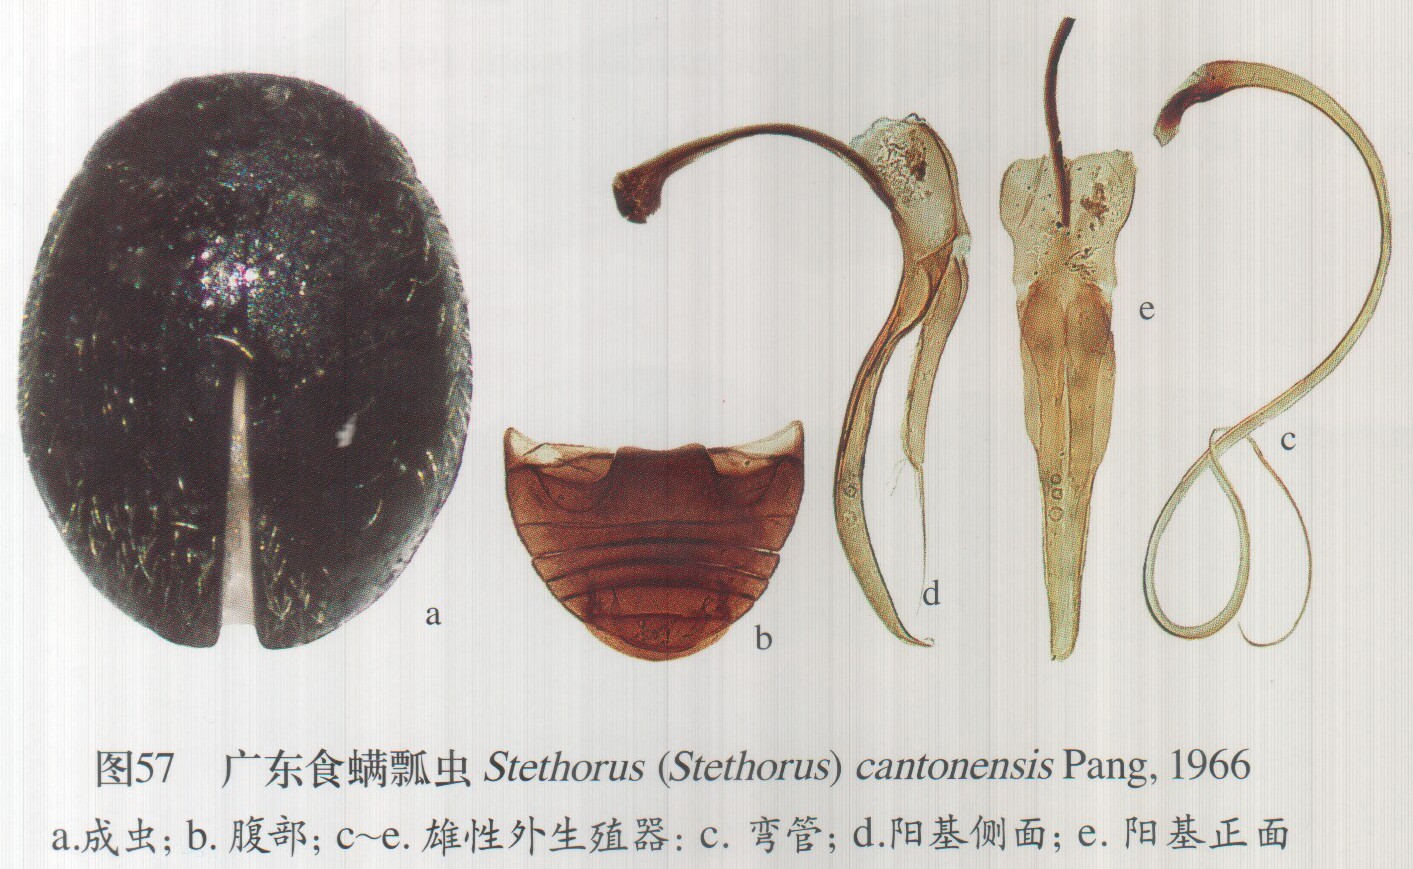 e
c
a
b
d
图57 广东食螨瓢虫 Stethorus (Stethorus) cantonensis Pang, 1966
a.成虫; b. 腹部; c~e. 雄性外生殖器: c. 弯管; d.阳基侧面; e. 阳基正面